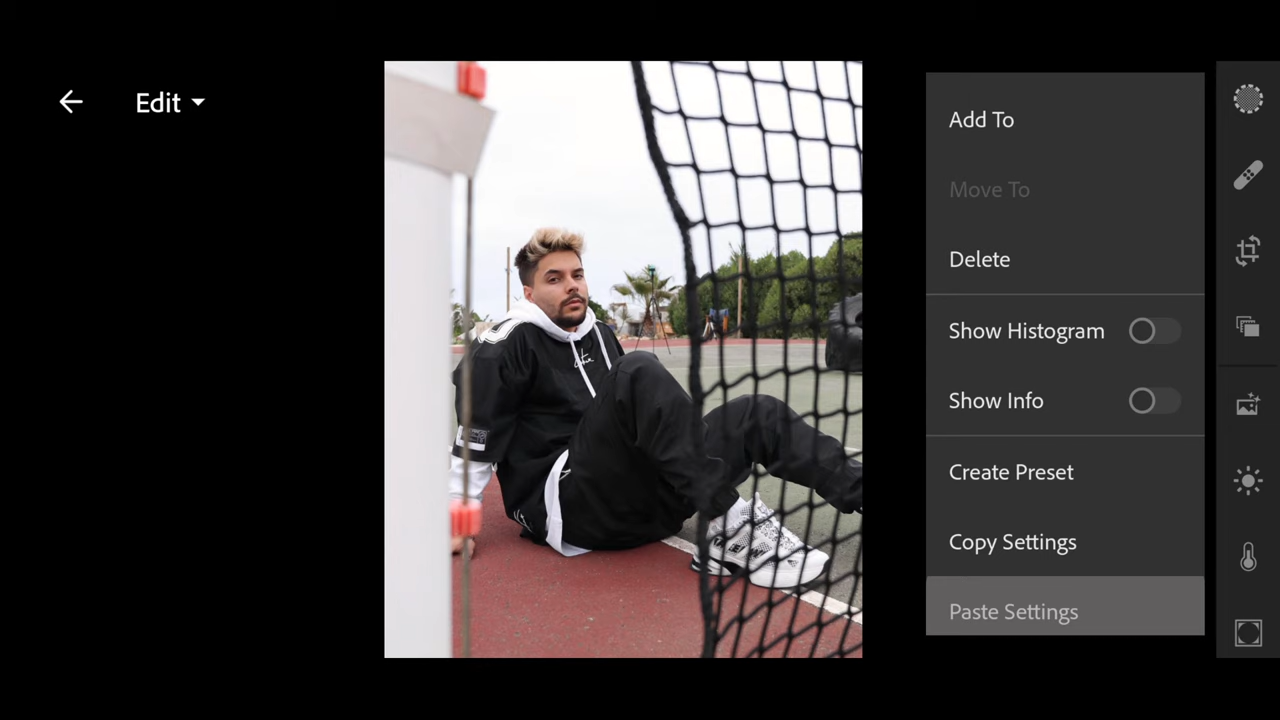 Edit
Add To
Move To
Delete
Show Histogram
Show Info
Create Preset
Copy Settings
Paste Settings